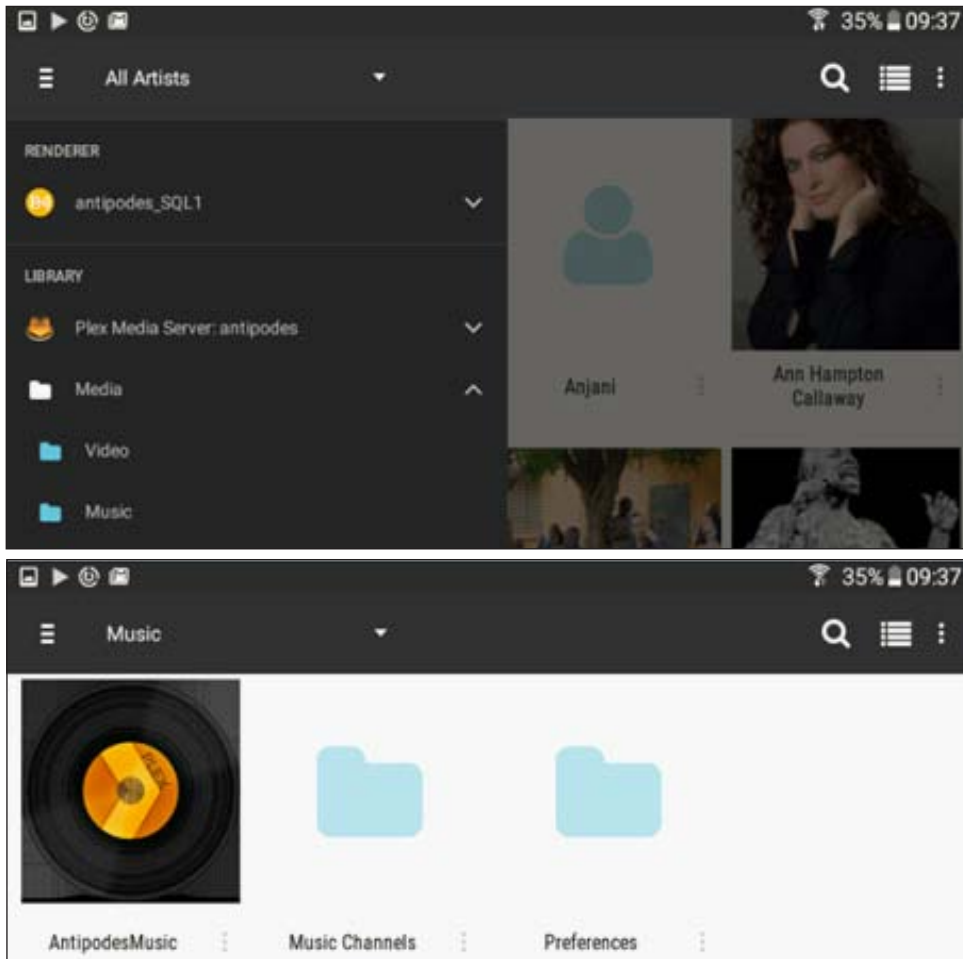 35% 09:37
All Artists
RENDERER
antipodes_SQL1
LIBRARY
Plex Media Server: antipodes
Media
Video
Music
Anjani
Ann Hampton
Callaway
35% 09:37
Music
PLEX
AntipodesMusic
Music Channels
Preferences